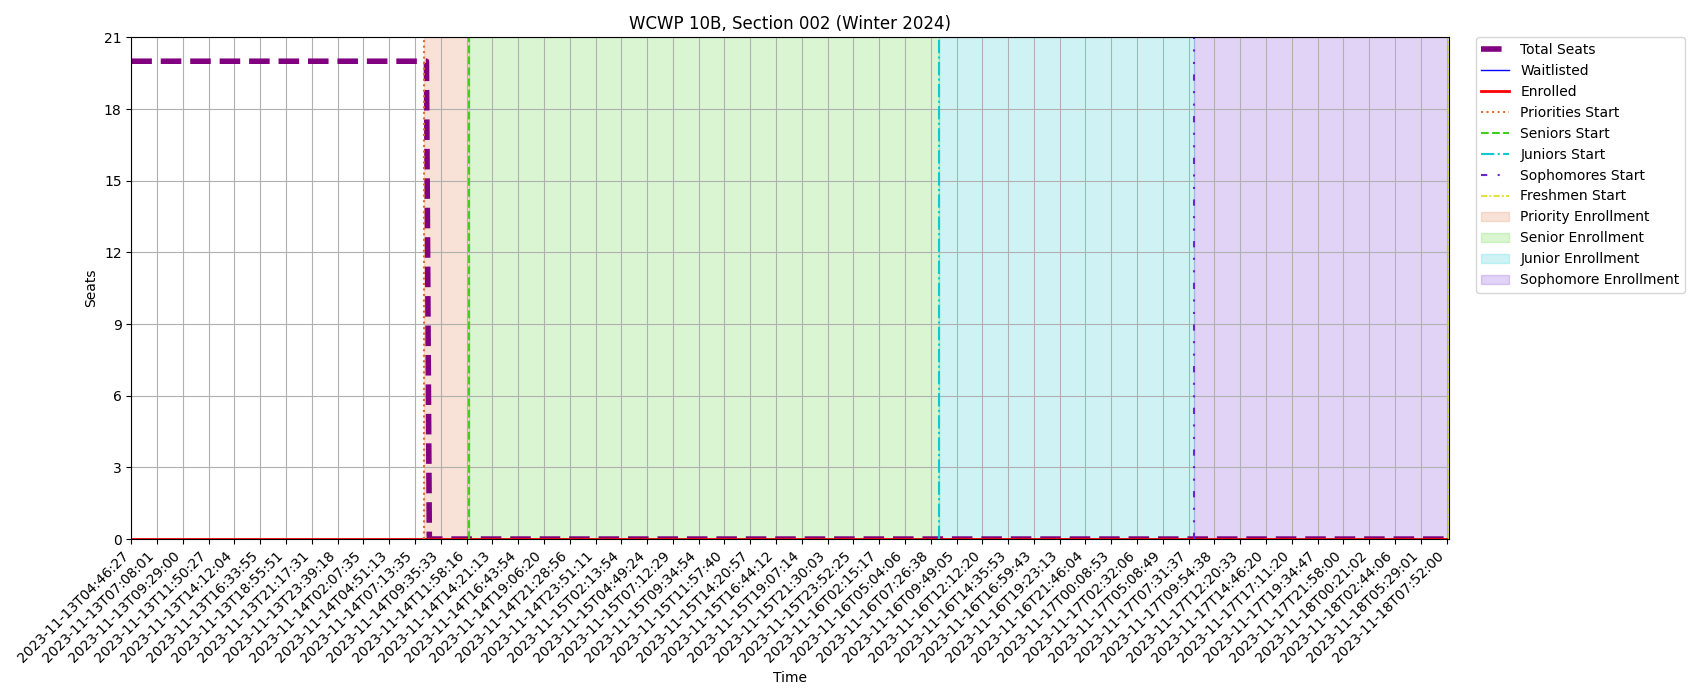 WCWP 10B, Section 002 (Winter 2024)
21
18
15
12
9
6
3
0
Seats
2023-11-13T04:46:27
2023-11-13T07:08:01
2023-11-13T09:29:00
2023-11-13T11:50:27
2023-11-13T14:12:04
2023-11-13T16:33:55
2023-11-13T18:55:51
2023-11-13T21:17:31
2023-11-13T23:39:18
2023-11-14T02:07:35
2023-11-14T04:51:13
2023-11-14T07:13:35
2023-11-14T09:35:33
2023-11-14T11:58:16
2023-11-14T14:21:13
2023-11-14T16:43:54
2023-11-14T19:06:20
2023-11-14T21:28:56
2023-11-14T23:51:11
2023-11-15T02:13:54
2023-11-15T04:49:24
2023-11-15T07:12:29
2023-11-15T09:34:54
2023-11-15T11:57:40
2023-11-15T14:20:57
2023-11-15T16:44:12
2023-11-15T19:07:14
2023-11-15T21:30:03
2023-11-15T23:52:25
2023-11-16T02:15:17
2023-11-16T05:04:06
2023-11-16T07:26:38
2023-11-16T09:49:05
2023-11-16T12:12:20
2023-11-16T14:35:53
2023-11-16T16:59:43
2023-11-16T19:23:13
2023-11-16T21:46:04
2023-11-17T00:08:53
2023-11-17T02:32:06
2023-11-17T05:08:49
2023-11-17T07:31:37
2023-11-17T09:54:38
2023-11-17T12:20:33
2023-11-17T14:46:20
2023-11-17T17:11:20
2023-11-17T19:34:47
2023-11-17T21:58:00
2023-11-18T00:21:02
2023-11-18T02:44:06
2023-11-18T05:29:01
2023-11-18T07:52:00
Time
Total Seats
Waitlisted
Enrolled
Priorities Start
Seniors Start
Juniors Start
Sophomores Start
Freshmen Start
Priority Enrollment
Senior Enrollment
Junior Enrollment
Sophomore Enrollment